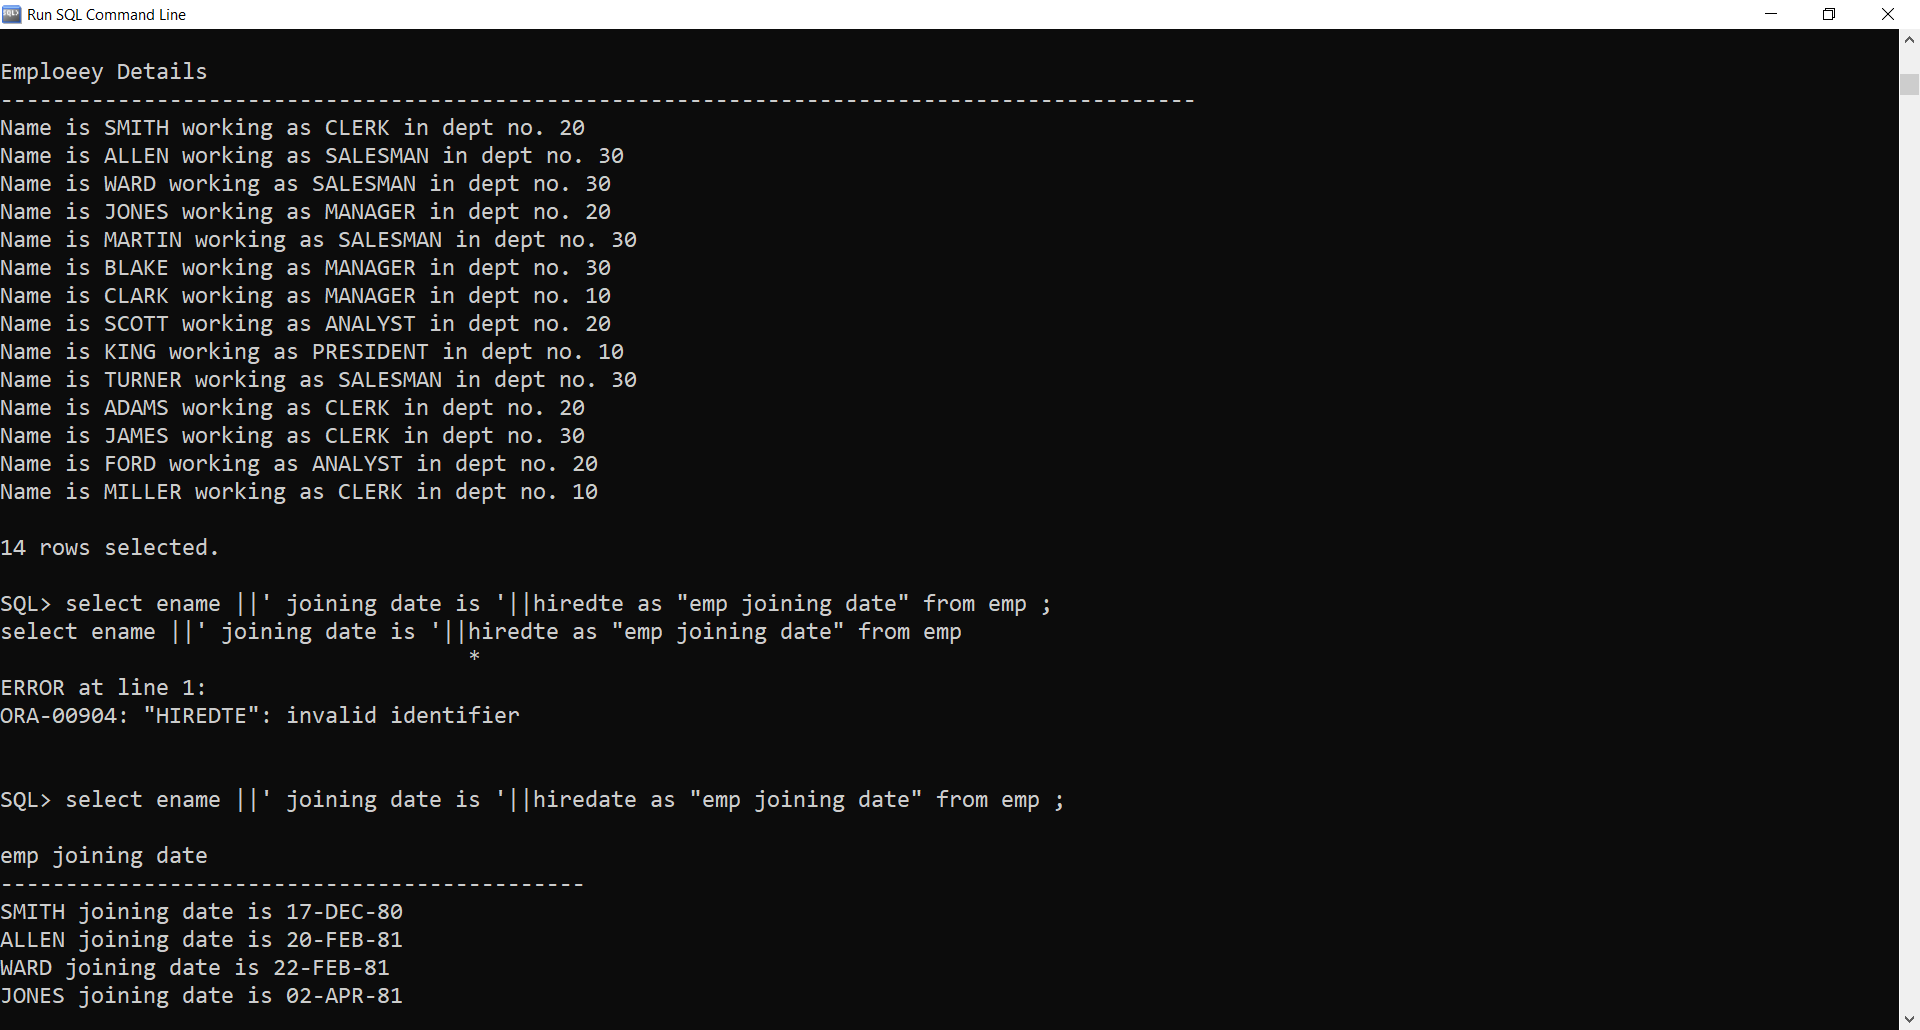 Run SQL Command Line
Emploeey Details
--------------------------------------------------------------------------------------------
Name is SMITH working as CLERK in dept no. 20
Name is ALLEN working as SALESMAN in dept no. 30
Name is WARD working as SALESMAN in dept no. 30
Name is JONES working as MANAGER in dept no. 20
Name is MARTIN working as SALESMAN in dept no. 30
Name is BLAKE working as MANAGER in dept no. 30
Name is CLARK working as MANAGER in dept no. 10
Name is SCOTT working as ANALYST in dept no. 20
Name is KING working as PRESIDENT in dept no. 10
Name is TURNER working as SALESMAN in dept no. 30
Name is ADAMS working as CLERK in dept no. 20
Name is JAMES working as CLERK in dept no. 30
Name is FORD working as ANALYST in dept no. 20
Name is MILLER working as CLERK in dept no. 10
14 rows selected.
SQL> select ename ||' joining date is '||hiredte as "emp joining date" from emp ;
select ename ||' joining date is '||hiredte as "emp joining date" from emp
*
ERROR at line 1:
ORA-00904: "HIREDTE": invalid identifier
SQL> select ename ||' joining date is '||hiredate as "emp joining date" from emp ;
emp joining date
---------------------------------------------
SMITH joining date is 17-DEC-80
ALLEN joining date is 20-FEB-81
WARD joining date is 22-FEB-81
JONES joining date is 02-APR-81